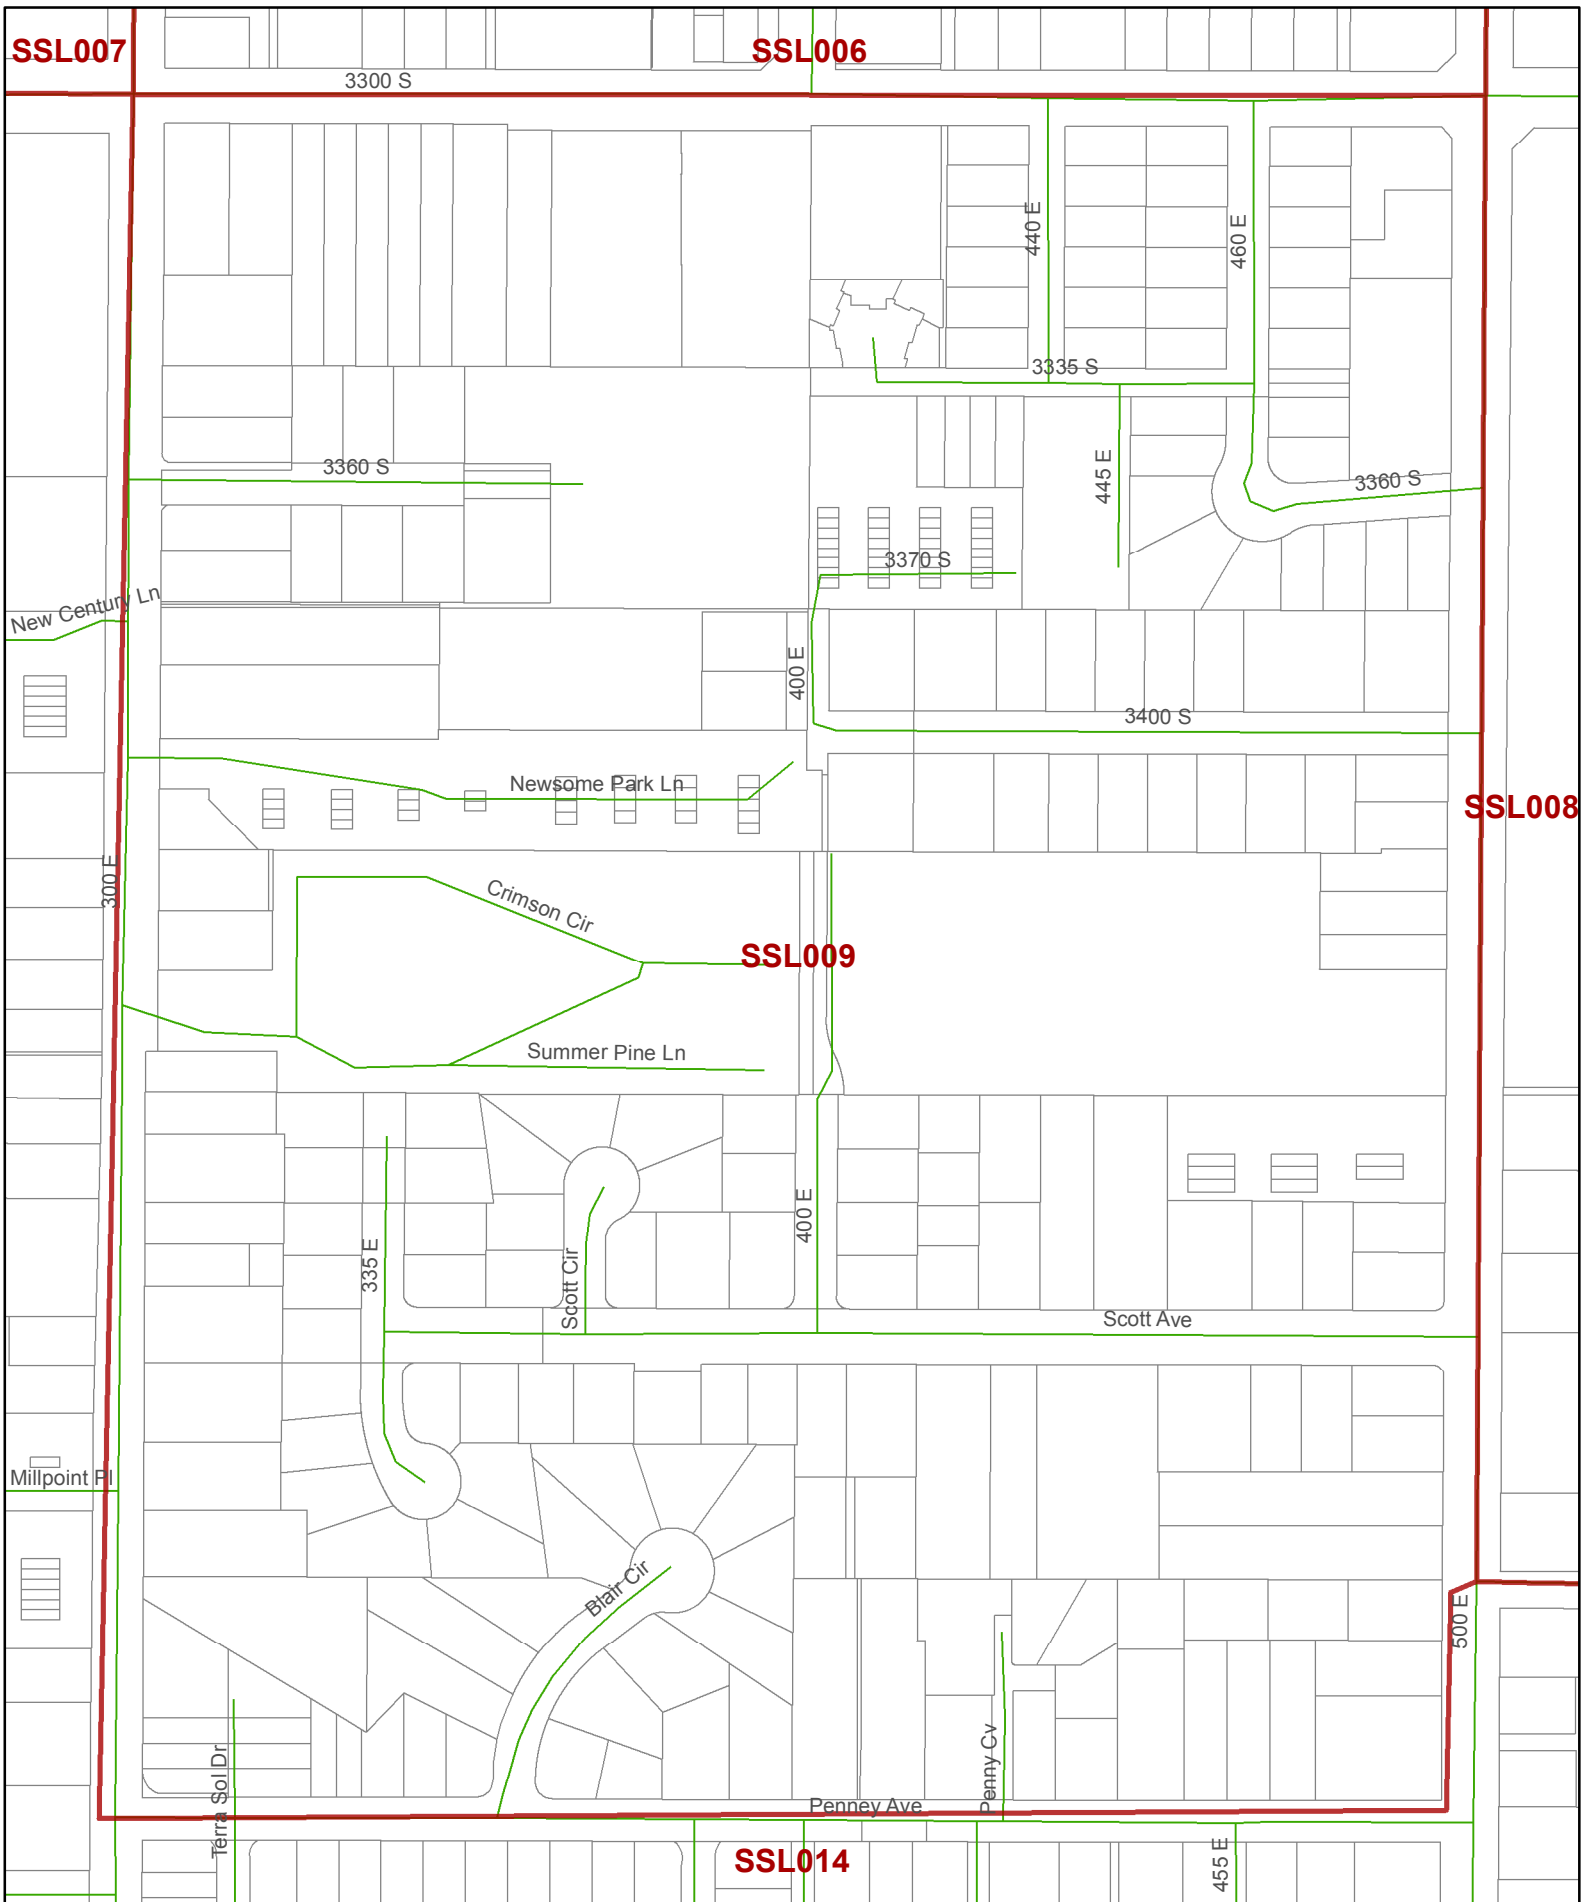 SSL007
SSL006
3300 S
440 E
460 E
3335 S
3360 S
445 E
3360 S
3370 S
New Century Ln
400 E
3400 S
Newsome Park Ln
SSL008
300 E
Crimson Cir
SSL009
Summer Pine Ln
335 E
Scott Cir
400 E
Scott Ave
Millpoint Pl
Blair Cir
500 E
Terra Sol Dr
Penny Cv
Penney Ave
SSL014
455 E